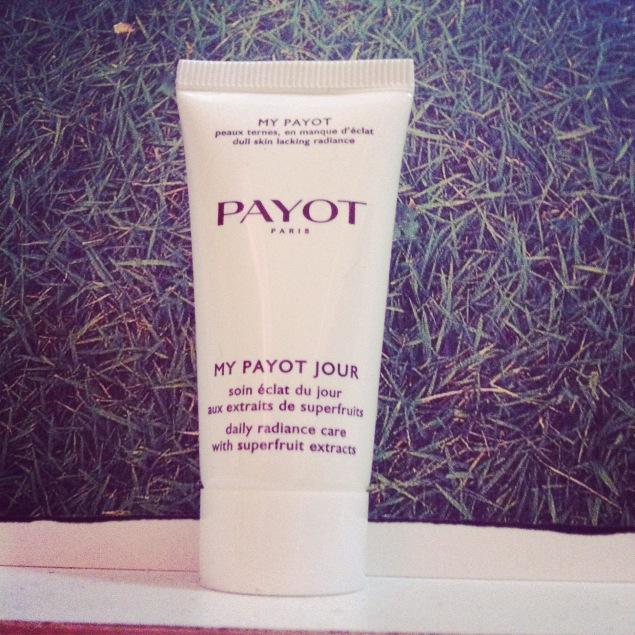 MY PAYOT
peaux ternes, en manque d'éclat
dull skin lacking radiance
PAYOT
PARIS
MY PAYOT JOUR
soin éclat du jour
aux extraits de superfruits
daily radiance care
with superfruit extracts